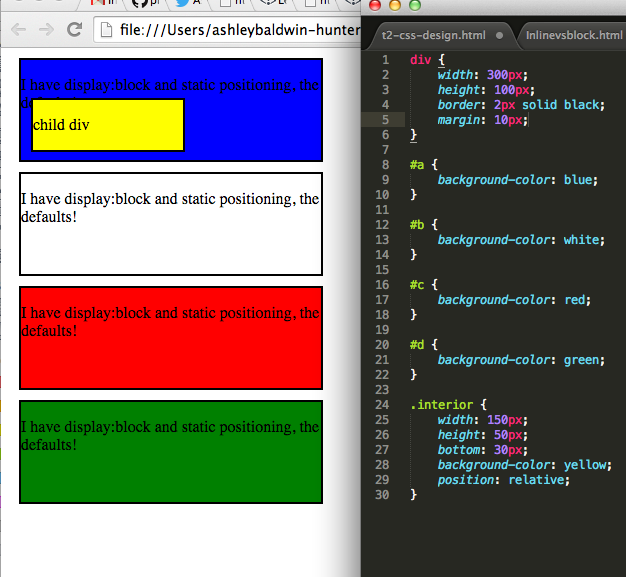 file:///Users/ashleybaldwin-hunter
I have display:block and static positioning, the
child div
I have display:block and static positioning, the
defaults!
I have display:block and static positioning, the
defaults!
I have display:block and static positioning, the
defaults!
t2-css-design.html
Inlinevsblock.html
1 div {
2 width: 300px;
3 height: 100px;
4 border: 2px solid black;
5 margin: 10px;
6 }
7
8 #a {
9 background-color: blue;
10 }
11
12 #b {
13 background-color: white;
14 }
15
16 #c {
17 background-color: red;
18 }
19
20 #d {
21 background-color: green;
22 }
23
24 .interior {
25 width: 150px;
26 height: 50px;
27 bottom: 30px;
28 background-color: yellow;
29 position: relative;
30 }